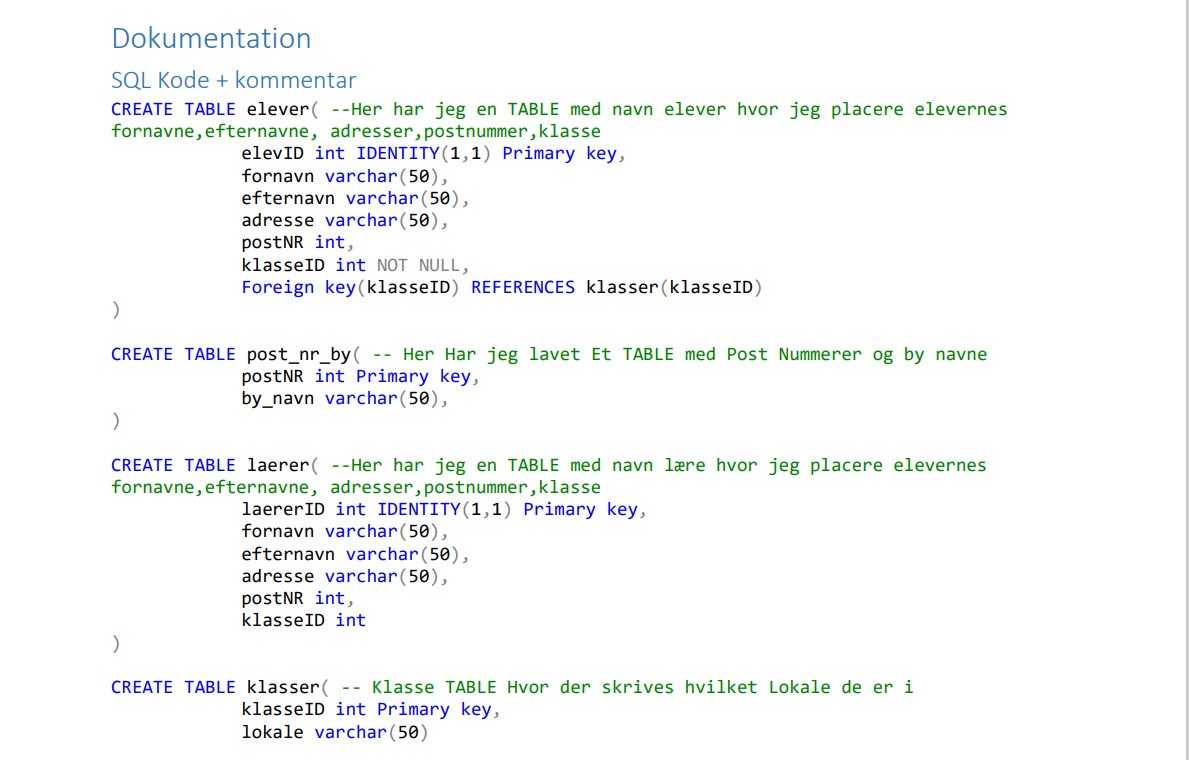 Dokumentation
SQL Kode + kommentar
CREATE TABLE elever( --Her har jeg en TABLE med navn elever hvor jeg placere elevernes
fornavne,efternavne, adresser,postnummer,klasse
elevID int IDENTITY(1,1) Primary key,
fornavn varchar(50),
efternavn varchar(50),
adresse varchar(50),
postNR int,
klasseID int NOT NULL,
Foreign key(klasseID) REFERENCES klasser(klasseID)
)
CREATE TABLE post_nr_by( -- Her Har jeg lavet Et TABLE med Post Nummerer og by navne
postNR int Primary key,
by_navn varchar(50),
)
CREATE TABLE laerer( --Her har jeg en TABLE med navn lære hvor jeg placere elevernes
fornavne,efternavne, adresser,postnummer,klasse
laererID int IDENTITY(1,1) Primary key,
fornavn varchar(50),
efternavn varchar(50),
adresse varchar(50),
postNR int,
klasseID int
)
CREATE TABLE klasser( -- Klasse TABLE Hvor der skrives hvilket Lokale de er i
klasseID int Primary key,
lokale varchar(50)